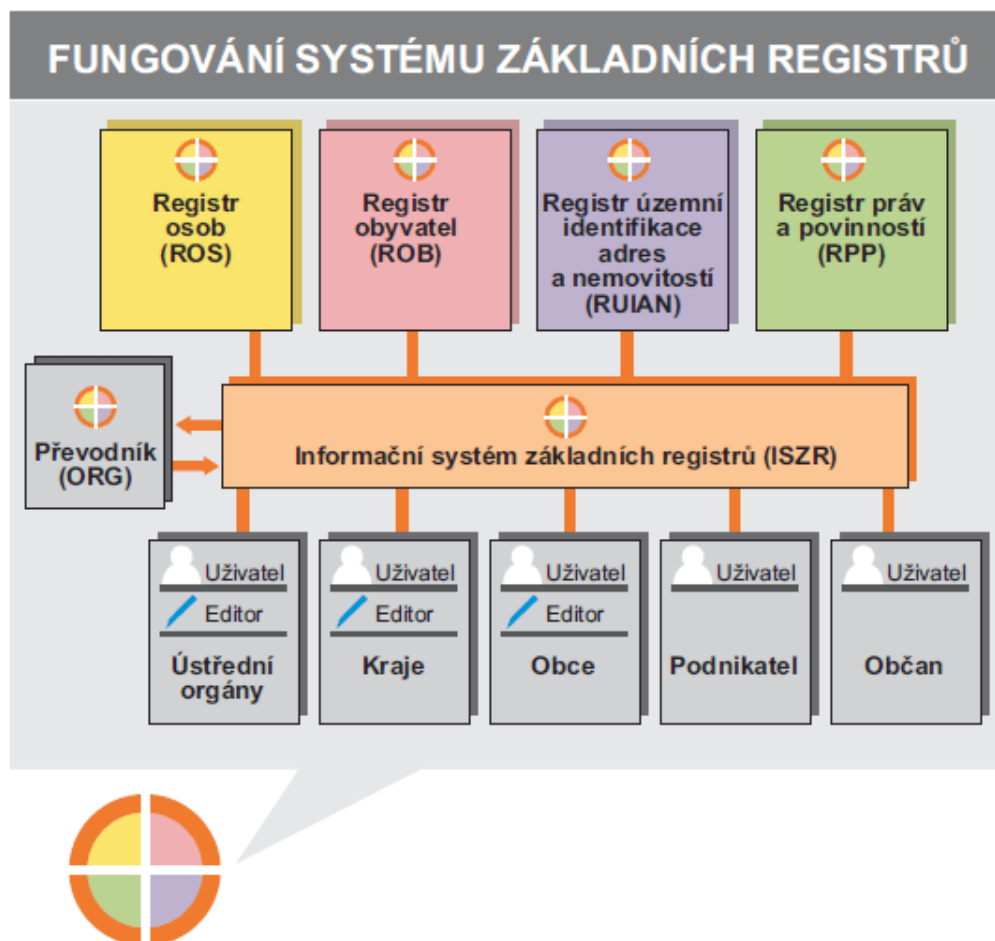 FUNGOVÁNÍ SYSTÉMU ZÁKLADNÍCH REGISTRŮ
Registr
osob
(ROS)
Registr
obyvatel
(ROB)
Registr územní
identifikace
adres
a nemovitostí
(RUIAN)
Registr práv
a povinností
(RPP)
Převodník
(ORG)
Informační systém základních registrů (ISZR)
Uživatel
Editor
Ústřední
orgány
Uživatel
Editor
Kraje
Uživatel
Editor
Obce
Uživatel
Podnikatel
Uživatel
Občan